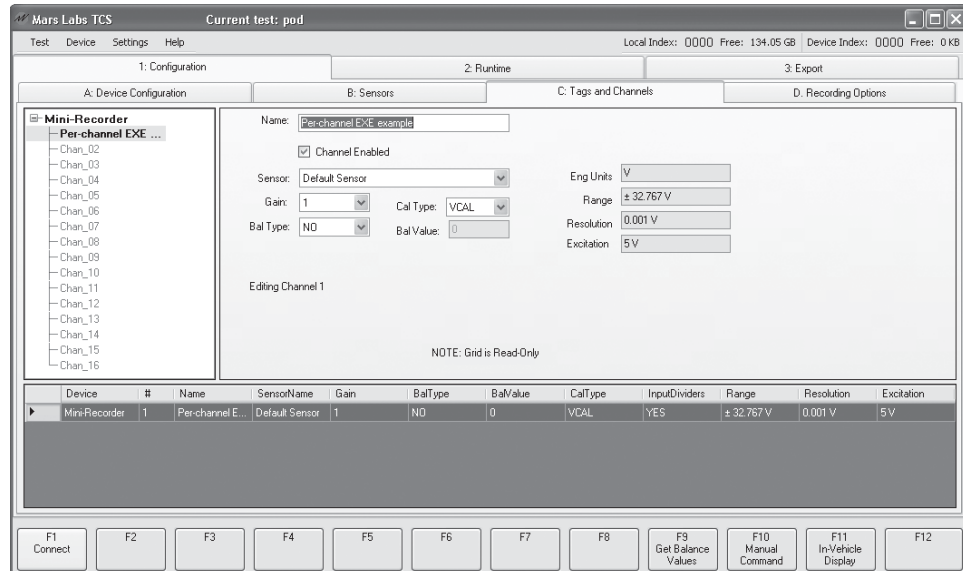 Mars Labs TCS Current test: pod
Test Device Settings Help Local Index: 0000 Free: 134.05 GB Device Index: 0000 Free: 0 KB
1: Configuration 2: Runtime 3: Export
A: Device Configuration B: Sensors C: Tags and Channels D. Recording Options
Mini-Recorder
Per-channel EXE ...
Chan_02
Chan_03
Chan_04
Chan_05
Chan_06
Chan_07
Chan_08
Chan_09
Chan_10
Chan_11
Chan_12
Chan_13
Chan_14
Chan_15
Chan_16
Name: Per-channel EXE example
Channel Enabled
Sensor: Default Sensor
Gain: 1 Cal Type: VCAL
Bal Type: NO Bal Value: 0
Eng Units V
Range ± 32.767 V
Resolution 0.001 V
Excitation 5 V
Editing Channel 1
NOTE: Grid is Read-Only
Device # Name SensorName Gain BalType BalValue CalType InputDividers Range Resolution Excitation
Mini-Recorder 1 Per-channel E... Default Sensor 1 NO 0 VCAL YES ± 32.767 V 0.001 V 5 V
F1 Connect
F2
F3
F4
F5
F6
F7
F8
F9 Get Balance Values
F10 Manual Command
F11 In-Vehicle Display
F12